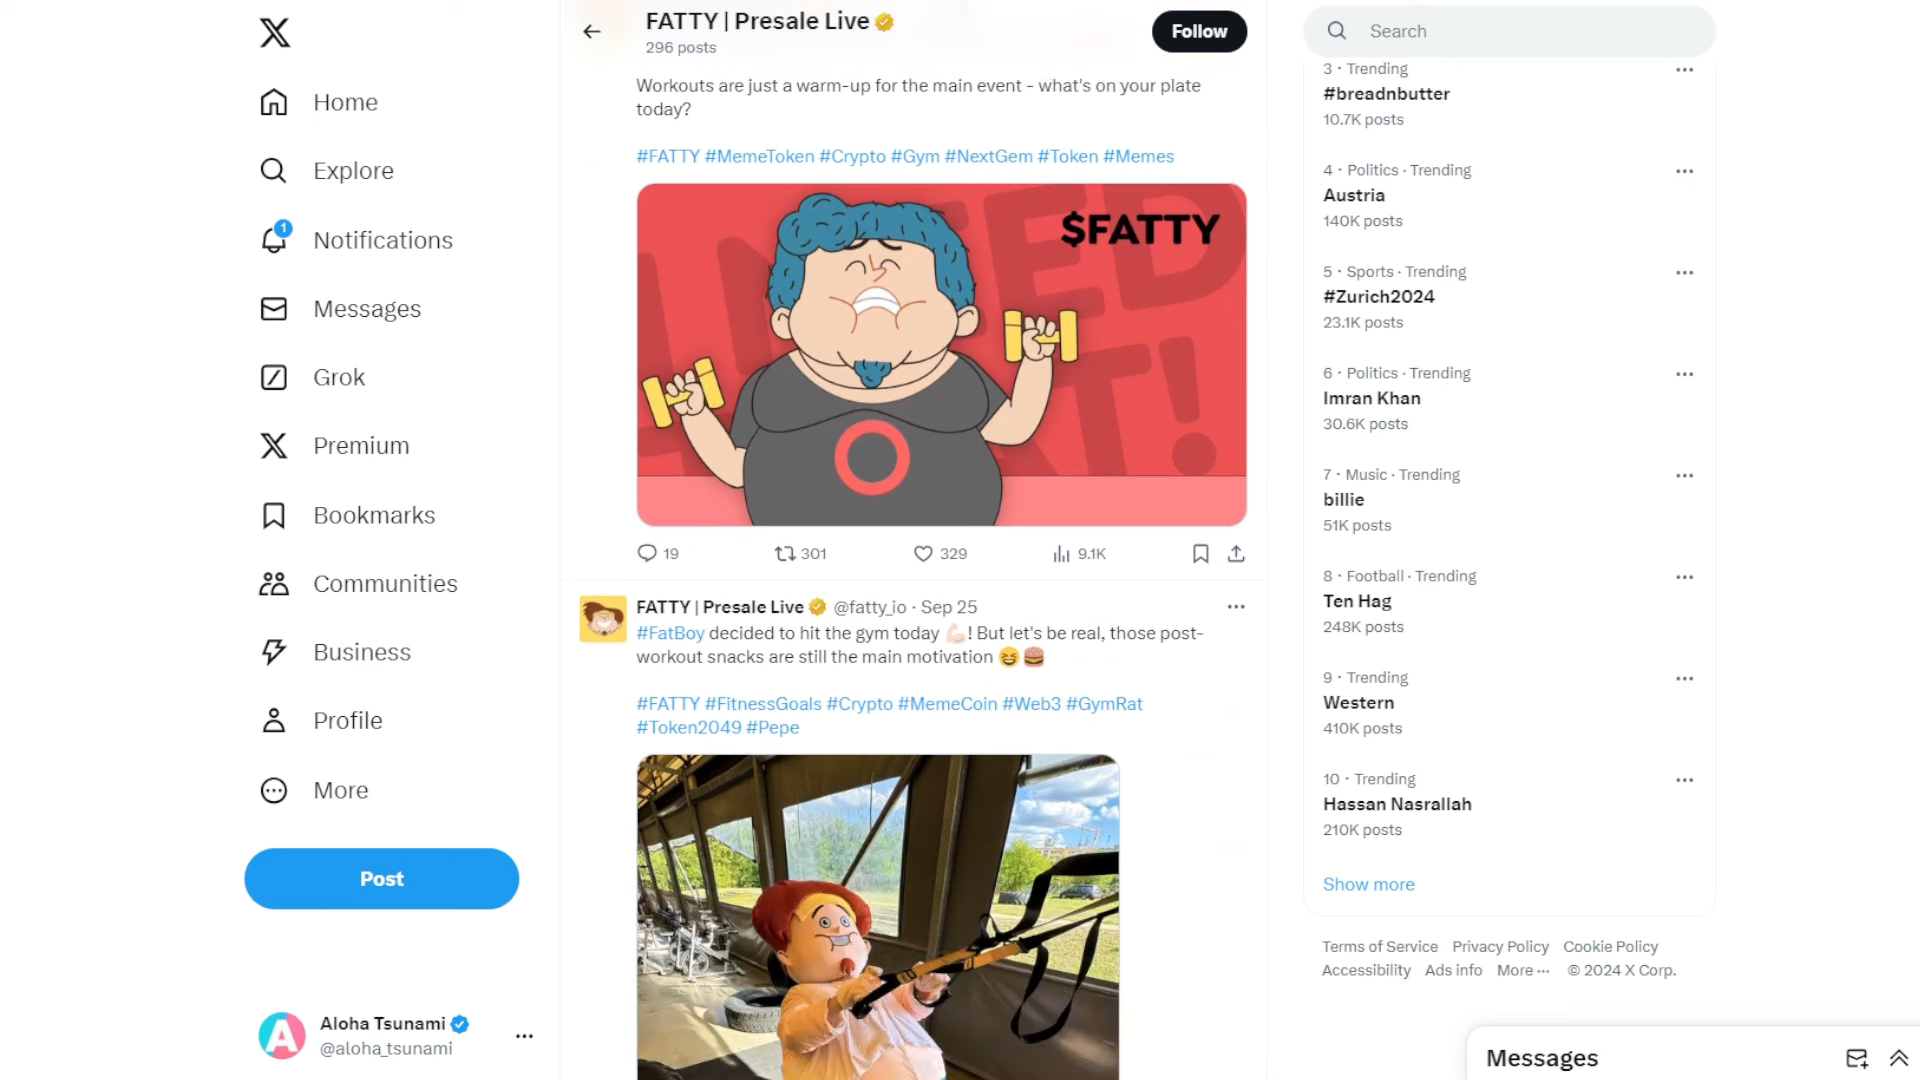 Home
Explore
1
Notifications
Messages
Grok
Premium
Bookmarks
Communities
Business
Profile
More
Post
Aloha Tsunami
@aloha_tsunami
FATTY | Presale Live
296 posts
Follow
Workouts are just a warm-up for the main event - what's on your plate
today?
#FATTY #MemeToken #Crypto #Gym #NextGem #Token #Memes
$FATTY
I NEED
THAT!
19
301
329
9.1K
FATTY | Presale Live @fatty_io · Sep 25
#FatBoy decided to hit the gym today 💪🏻! But let's be real, those post-
workout snacks are still the main motivation 😆🍔
#FATTY #FitnessGoals #Crypto #MemeCoin #Web3 #GymRat
#Token2049 #Pepe
Search
3 · Trending
#breadnbutter
10.7K posts
4 · Politics · Trending
Austria
140K posts
5 · Sports · Trending
#Zurich2024
23.1K posts
6 · Politics · Trending
Imran Khan
30.6K posts
7 · Music · Trending
billie
51K posts
8 · Football · Trending
Ten Hag
248K posts
9 · Trending
Western
410K posts
10 · Trending
Hassan Nasrallah
210K posts
Show more
Terms of Service Privacy Policy Cookie Policy
Accessibility Ads info More ··· © 2024 X Corp.
Messages